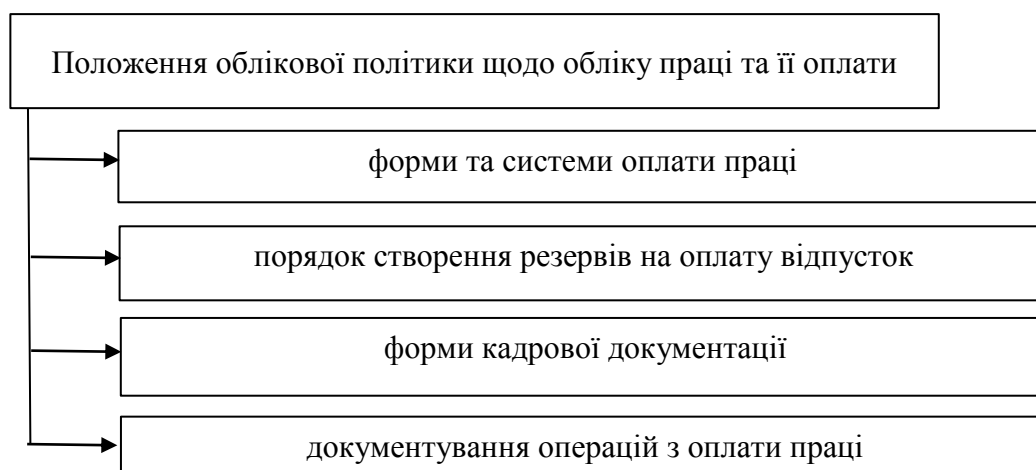 Положення облікової політики щодо обліку праці та її оплати
форми та системи оплати праці
порядок створення резервів на оплату відпусток
форми кадрової документації
документування операцій з оплати праці